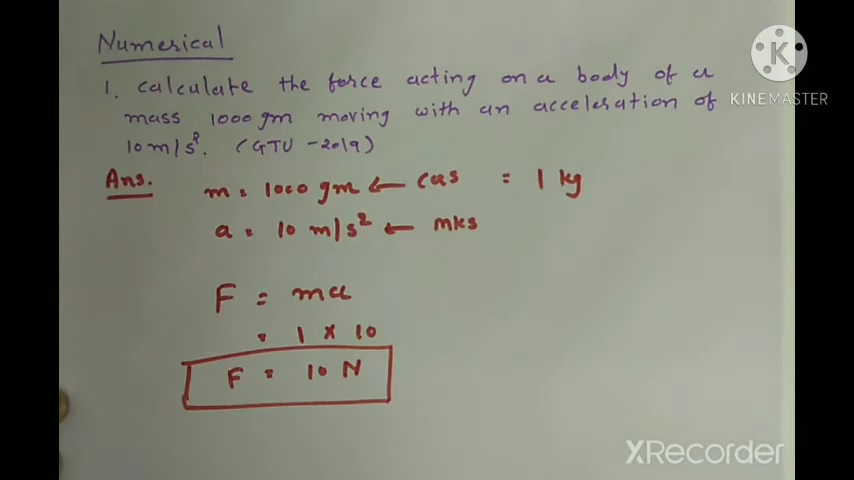 Numerical
1. Calculate the force acting on a body of a
mass 1000 gm moving with an acceleration of
10 m/s². (GTU - 2019)
Ans.
m = 1000 gm ← CGS = 1 kg
a = 10 m/s² ← mks
F = ma
= 1 × 10
F = 10 N
K
KINEMASTER
XRecorder